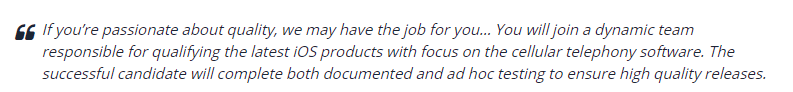 ❝ If you’re passionate about quality, we may have the job for you... You will join a dynamic team
responsible for qualifying the latest iOS products with focus on the cellular telephony software. The
successful candidate will complete both documented and ad hoc testing to ensure high quality releases.